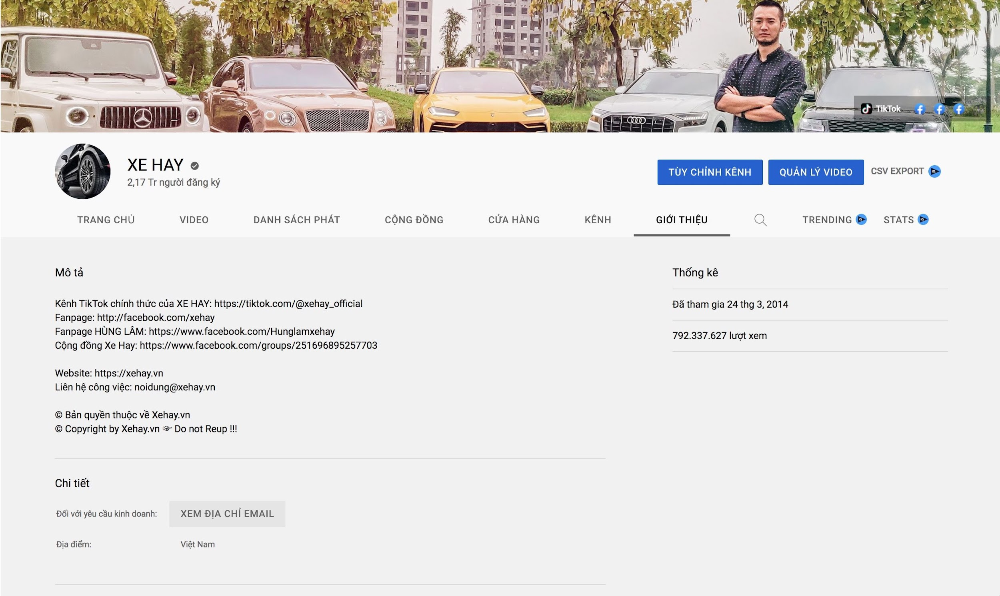 TikTok
XE HAY
2,17 Tr người đăng ký
TÙY CHỈNH KÊNH
QUẢN LÝ VIDEO
CSV EXPORT
TRANG CHỦ
VIDEO
DANH SÁCH PHÁT
CỘNG ĐỒNG
CỬA HÀNG
KÊNH
GIỚI THIỆU
TRENDING
STATS
Mô tả
Kênh TikTok chính thức của XE HAY: https://tiktok.com/@xehay_official
Fanpage: http://facebook.com/xehay
Fanpage HÙNG LÂM: https://www.facebook.com/Hunglamxehay
Cộng đồng Xe Hay: https://www.facebook.com/groups/251696895257703
Website: https://xehay.vn
Liên hệ công việc: noidung@xehay.vn
© Bản quyền thuộc về Xehay.vn
© Copyright by Xehay.vn ☞ Do not Reup !!!
Chi tiết
Đối với yêu cầu kinh doanh:
XEM ĐỊA CHỈ EMAIL
Địa điểm:
Việt Nam
Thống kê
Đã tham gia 24 thg 3, 2014
792.337.627 lượt xem